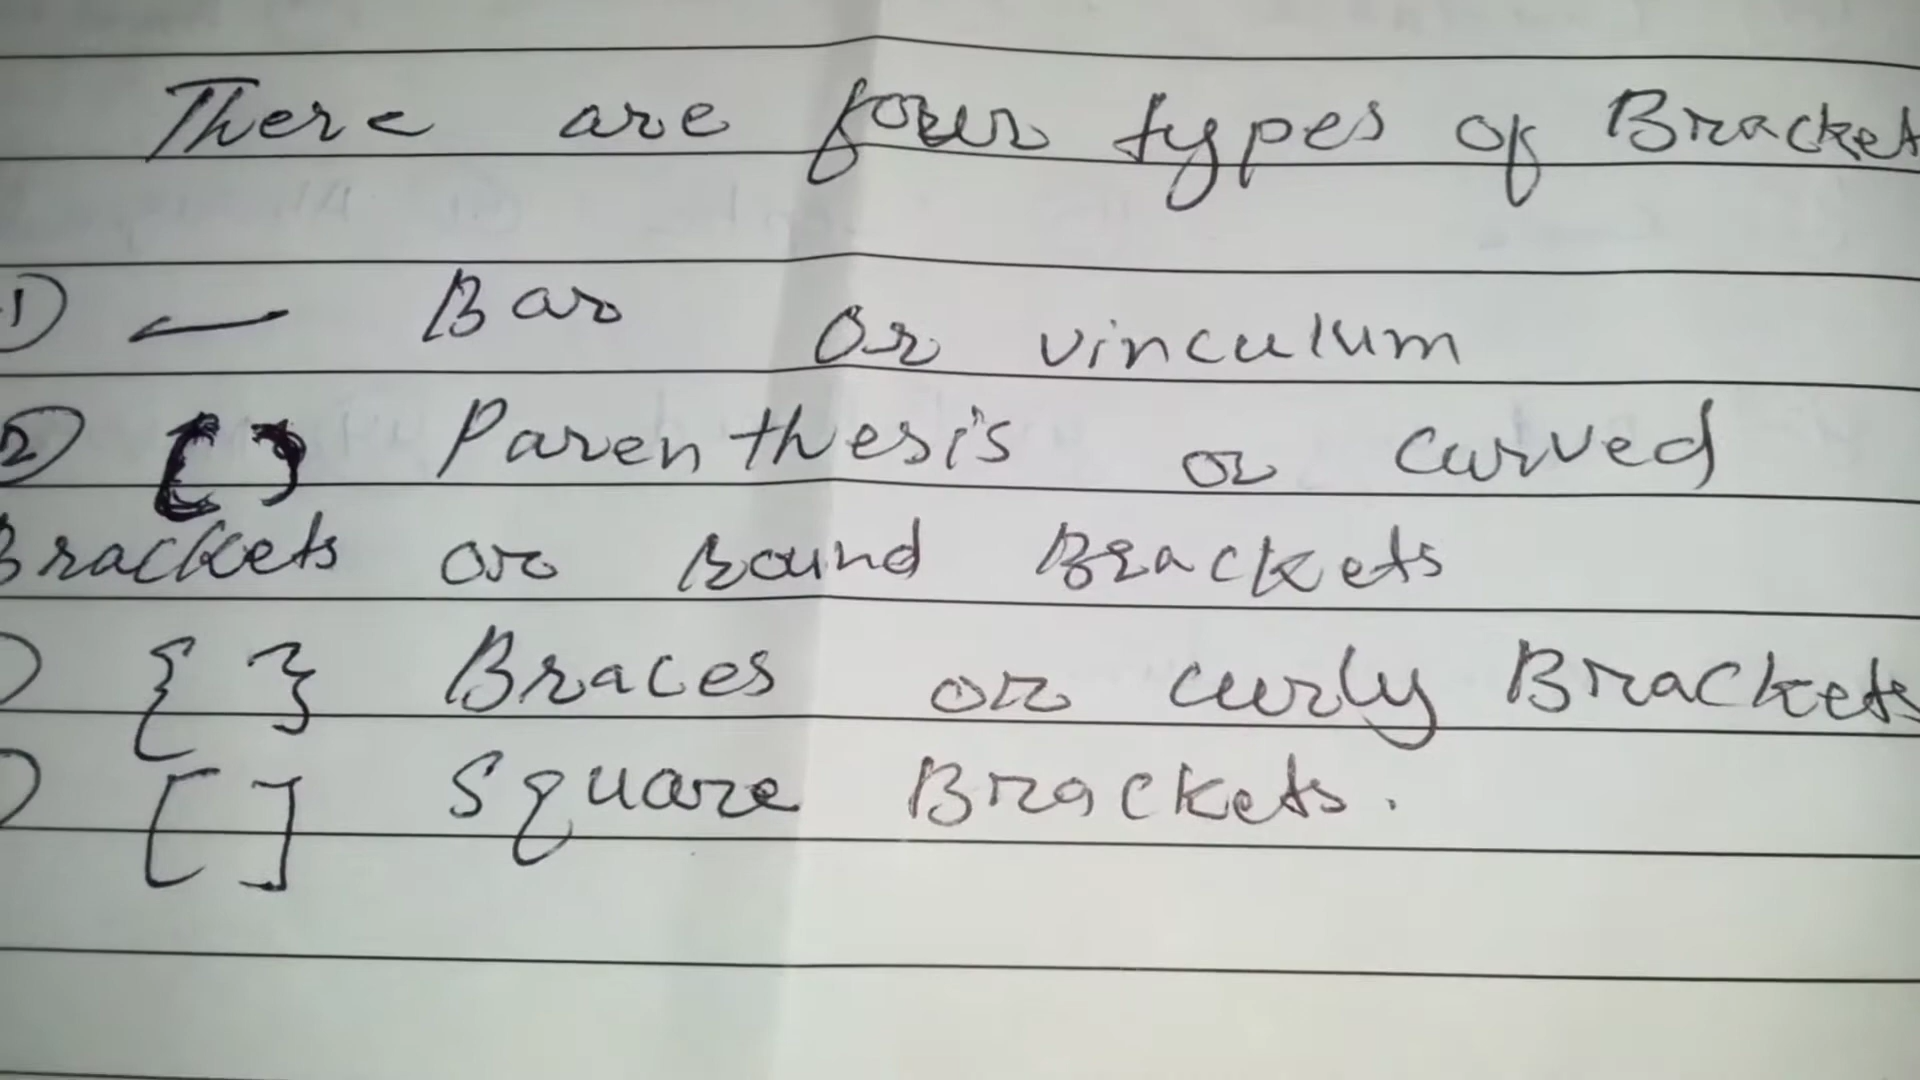 There are four types of Bracket
① — Bar or vinculum
② ( ) Parenthesis or curved
Brackets or Round Brackets
) { } Braces or curly Brackets
) [ ] Square Brackets.